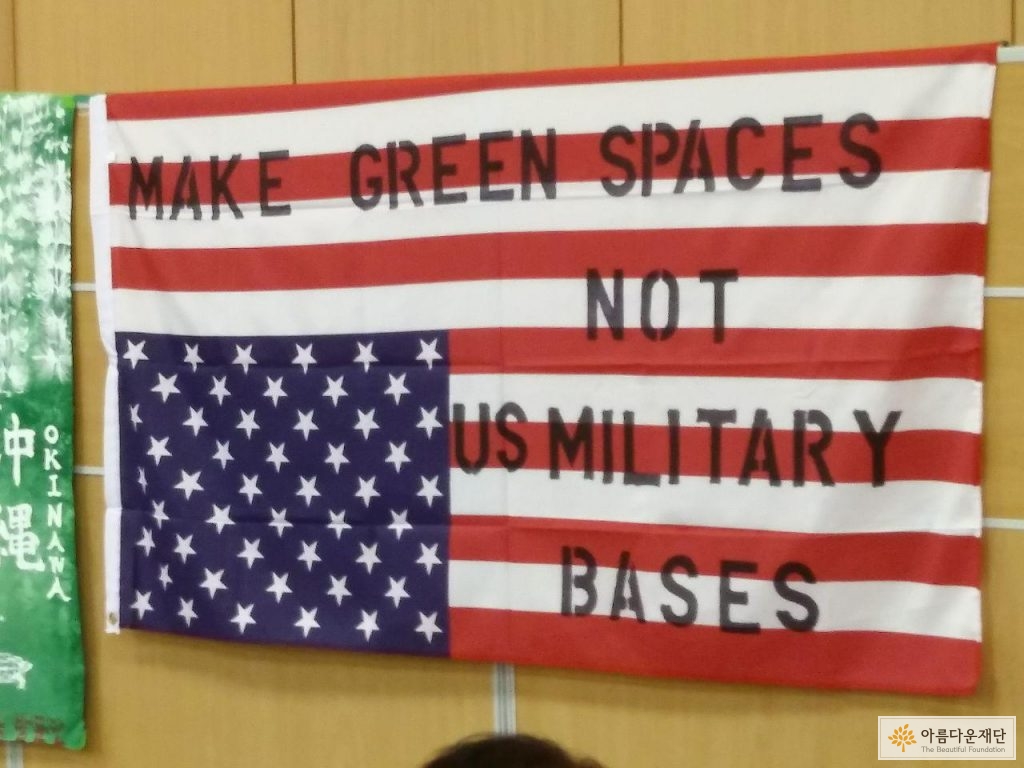 MAKE GREEN SPACES
NOT
US MILITARY
BASES
沖縄
OKINAWA
아름다운재단
The Beautiful Foundation